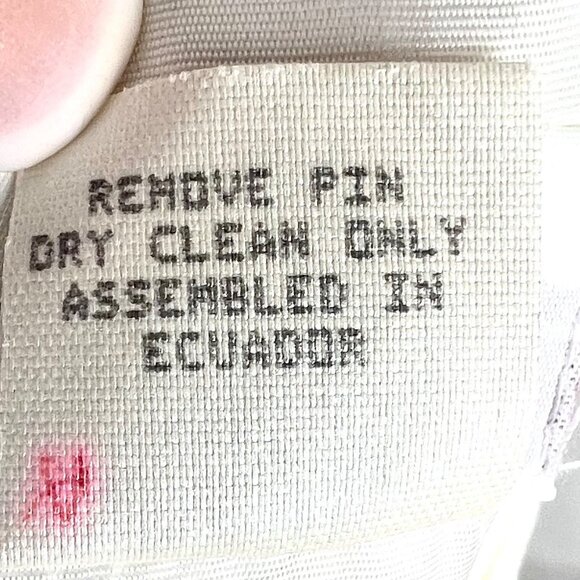 REMOVE PIN
DRY CLEAN ONLY
ASSEMBLED IN
ECUADOR